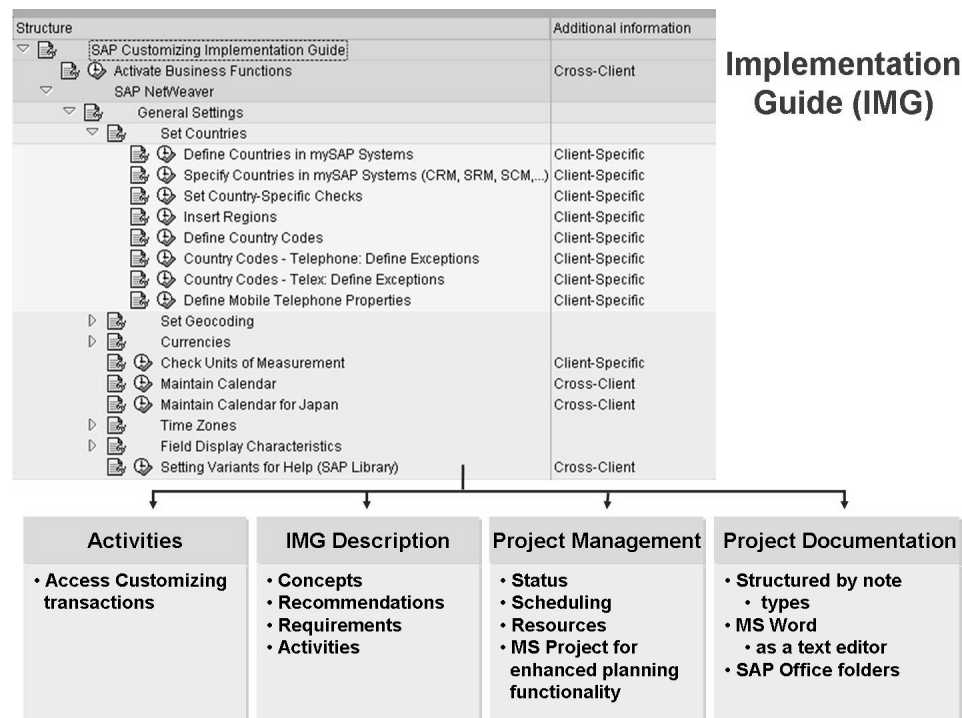 Structure Additional information
SAP Customizing Implementation Guide
Activate Business Functions Cross-Client
SAP NetWeaver
General Settings
Set Countries
Define Countries in mySAP Systems Client-Specific
Specify Countries in mySAP Systems (CRM, SRM, SCM,...) Client-Specific
Set Country-Specific Checks Client-Specific
Insert Regions Client-Specific
Define Country Codes Client-Specific
Country Codes - Telephone: Define Exceptions Client-Specific
Country Codes - Telex: Define Exceptions Client-Specific
Define Mobile Telephone Properties Client-Specific
Set Geocoding
Currencies
Check Units of Measurement Client-Specific
Maintain Calendar Cross-Client
Maintain Calendar for Japan Cross-Client
Time Zones
Field Display Characteristics
Setting Variants for Help (SAP Library) Cross-Client
Implementation
Guide (IMG)
Activities
• Access Customizing
transactions
IMG Description
• Concepts
• Recommendations
• Requirements
• Activities
Project Management
• Status
• Scheduling
• Resources
• MS Project for
enhanced planning
functionality
Project Documentation
• Structured by note
• types
• MS Word
• as a text editor
• SAP Office folders